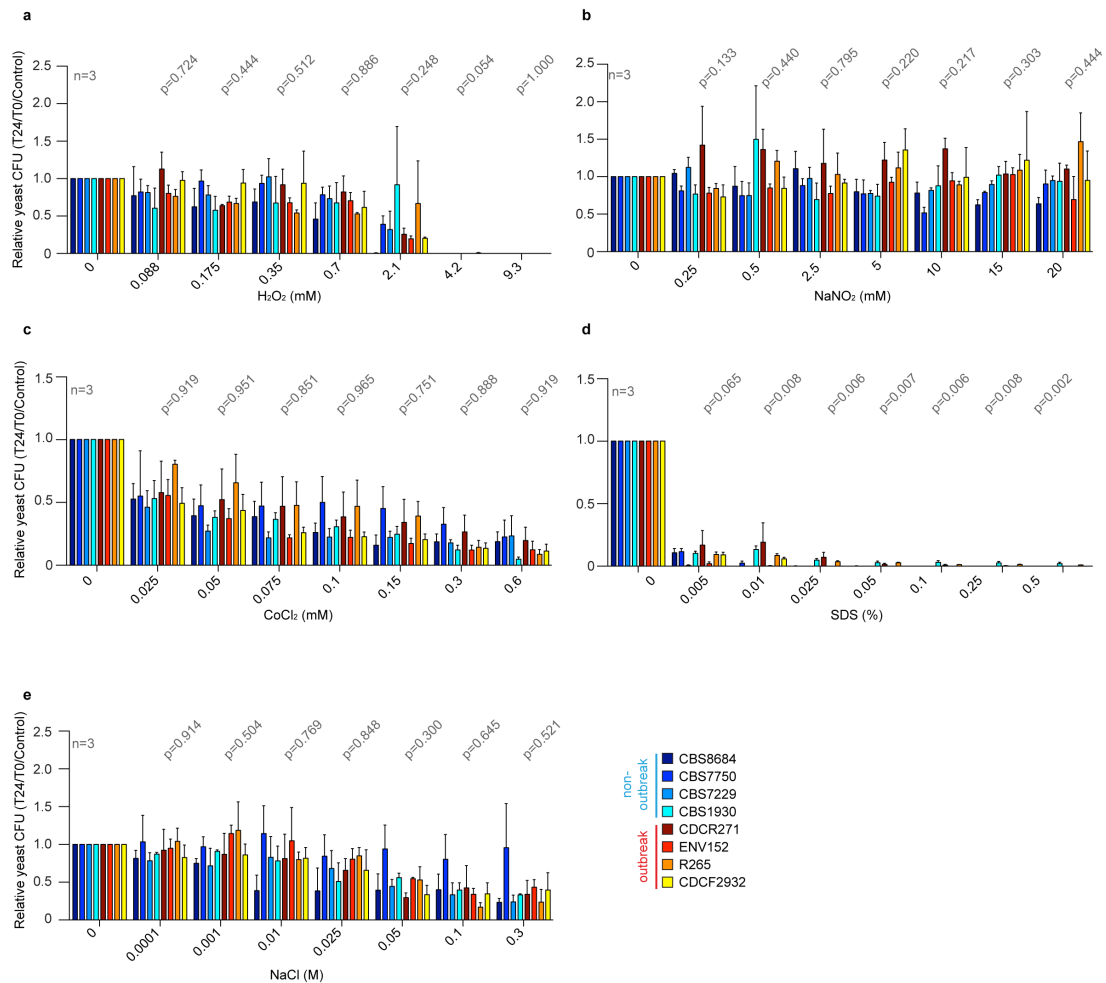 a
Relative yeast CFU (T24/T0/Control)
2.5
2.0
1.5
1.0
0.5
0
n=3
p=0.724
p=0.444
p=0.512
p=0.886
p=0.248
p=0.054
p=1.000
0
0.088
0.175
0.35
0.7
2.1
4.2
9.3
H₂O₂ (mM)
b
2.5
2.0
1.5
1.0
0.5
0
n=3
p=0.133
p=0.440
p=0.795
p=0.220
p=0.217
p=0.303
p=0.444
0
0.25
0.5
2.5
5
10
15
20
NaNO₂ (mM)
c
Relative yeast CFU (T24/T0/Control)
1.5
1.0
0.5
0
n=3
p=0.919
p=0.951
p=0.851
p=0.965
p=0.751
p=0.888
p=0.919
0
0.025
0.05
0.075
0.1
0.15
0.3
0.6
CoCl₂ (mM)
d
1.5
1.0
0.5
0
n=3
p=0.065
p=0.008
p=0.006
p=0.007
p=0.006
p=0.008
p=0.002
0
0.005
0.01
0.025
0.05
0.1
0.25
0.5
SDS (%)
e
Relative yeast CFU (T24/T0/Control)
2.5
2.0
1.5
1.0
0.5
0
n=3
p=0.914
p=0.504
p=0.769
p=0.848
p=0.300
p=0.645
p=0.521
0
0.0001
0.001
0.01
0.025
0.05
0.1
0.3
NaCl (M)
non-
outbreak
CBS8684
CBS7750
CBS7229
CBS1930
outbreak
CDCR271
ENV152
R265
CDCF2932